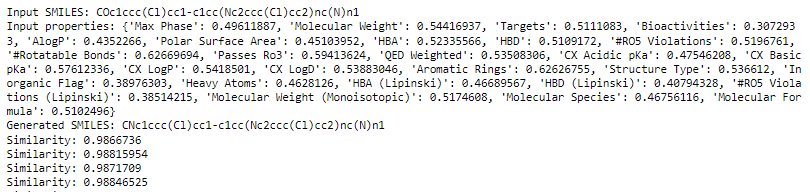 Input SMILES: COc1ccc(Cl)cc1-c1cc(Nc2ccc(Cl)cc2)nc(N)n1
Input properties: {'Max Phase': 0.49611887, 'Molecular Weight': 0.54416937, 'Targets': 0.5111083, 'Bioactivities': 0.307293
3, 'AlogP': 0.4352266, 'Polar Surface Area': 0.45103952, 'HBA': 0.52335566, 'HBD': 0.5109172, '#RO5 Violations': 0.5196761,
'#Rotatable Bonds': 0.62669694, 'Passes Ro3': 0.59413624, 'QED Weighted': 0.53508306, 'CX Acidic pKa': 0.47546208, 'CX Basic
pKa': 0.57612336, 'CX LogP': 0.5418501, 'CX LogD': 0.53883046, 'Aromatic Rings': 0.62626755, 'Structure Type': 0.536612, 'In
organic Flag': 0.38976303, 'Heavy Atoms': 0.4628126, 'HBA (Lipinski)': 0.46689567, 'HBD (Lipinski)': 0.40794328, '#RO5 Viola
tions (Lipinski)': 0.38514215, 'Molecular Weight (Monoisotopic)': 0.5174608, 'Molecular Species': 0.46756116, 'Molecular For
mula': 0.5102496}
Generated SMILES: CNc1ccc(Cl)cc1-c1cc(Nc2ccc(Cl)cc2)nc(N)n1
Similarity: 0.9866736
Similarity: 0.98815954
Similarity: 0.9871709
Similarity: 0.98846525